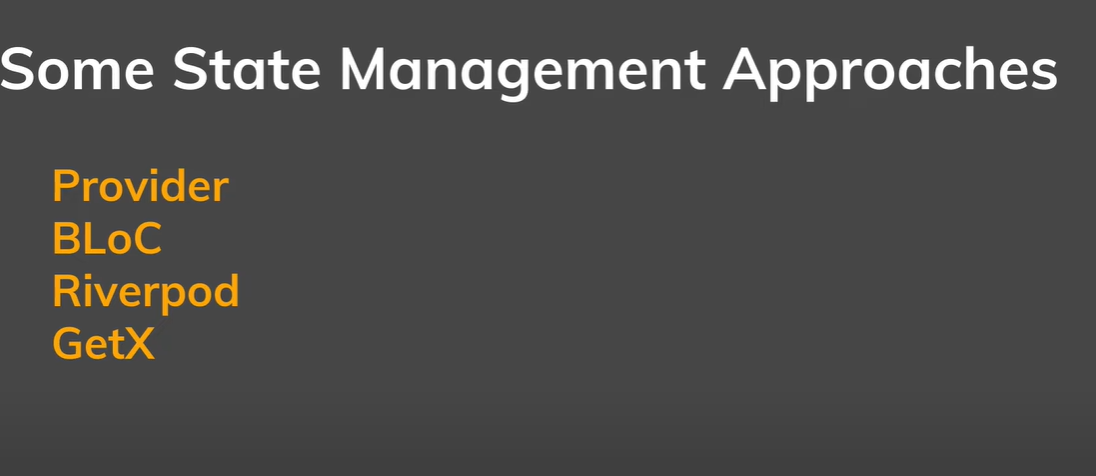 Some State Management Approaches
Provider
BLoC
Riverpod
GetX